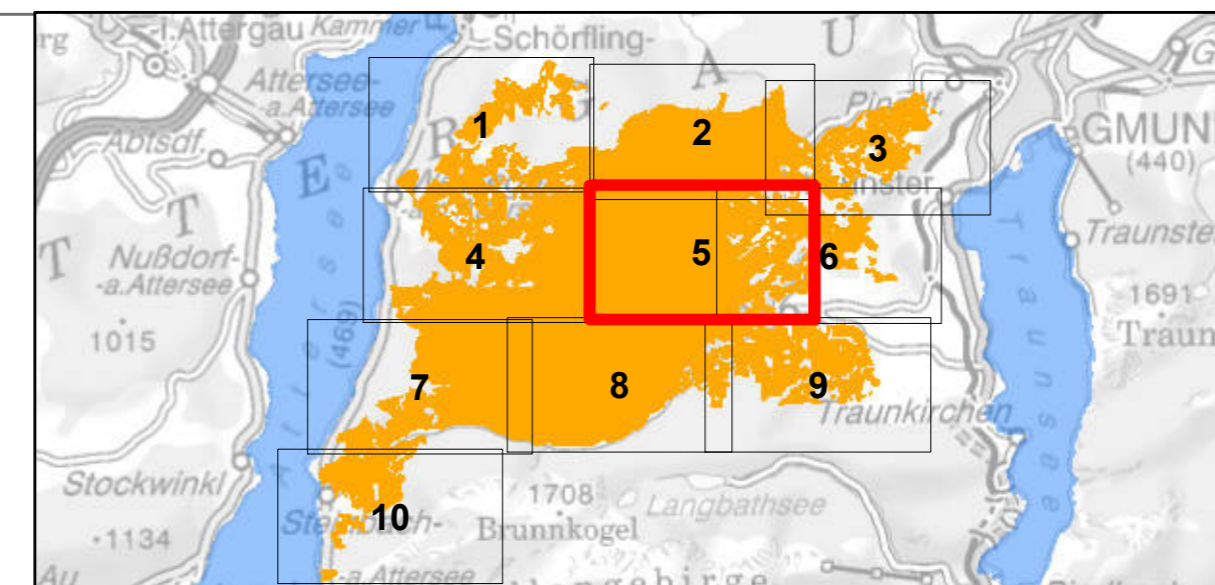 rg
-i.Attergau
Kammer
Schörfling-
A
U
G
Attersee-
-a.Attersee
Abtsdf.
1
2
3
R
GMUN
(440)
E
T
T
T
Nußdorf-
-a.Attersee
4
5
6
Traunste
1015
(469)
1691
Traun
7
8
9
Traunkirchen
Traunsee
Stockwinkl
1708
Langbathsee
10
Brunnkogel
1134
Au
-a.Attersee